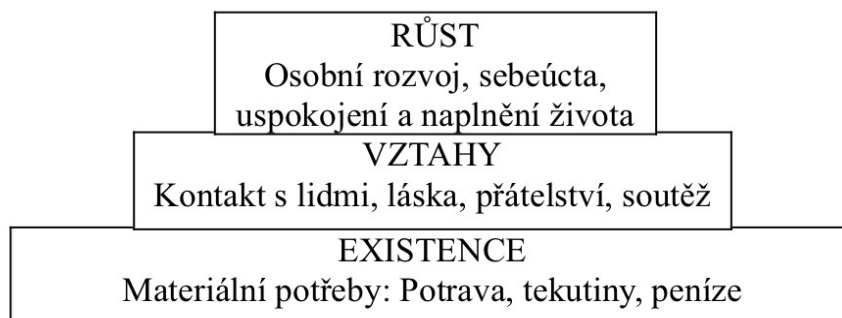 RŮST
Osobní rozvoj, sebeúcta,
uspokojení a naplnění života
VZTAHY
Kontakt s lidmi, láska, přátelství, soutěž
EXISTENCE
Materiální potřeby: Potrava, tekutiny, peníze